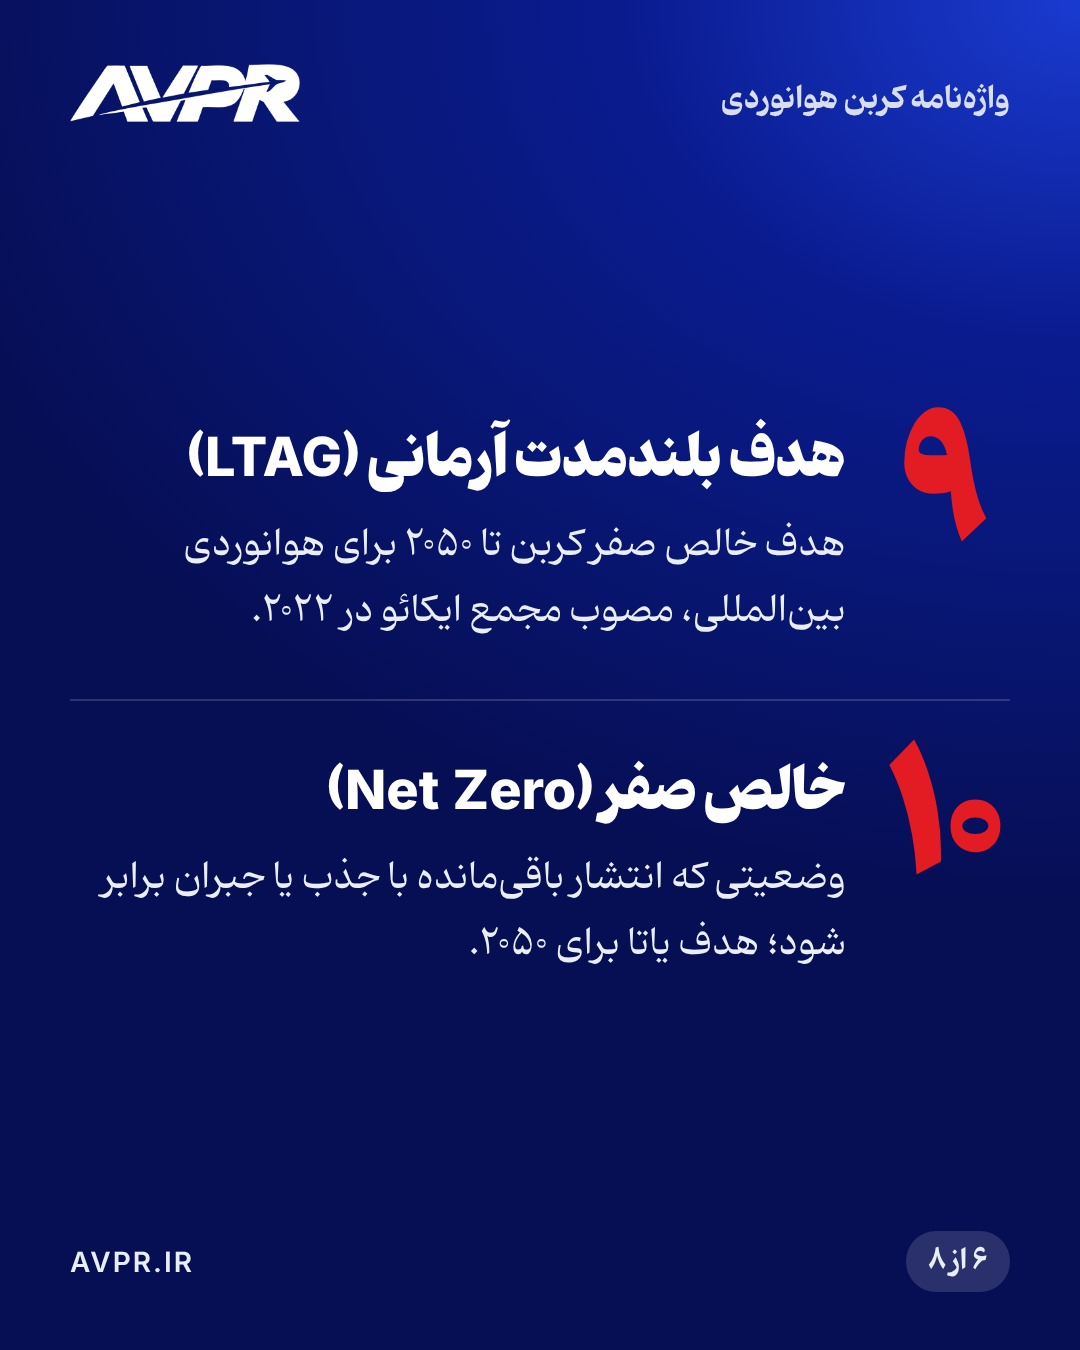 واژه‌نامه کربن هوانوردی
AVPR
۹
هدف بلندمدت آرمانی (LTAG)
هدف خالص صفر کربن تا ۲۰۵۰ برای هوانوردی
بین‌المللی، مصوب مجمع ایکائو در ۲۰۲۲.
۱۰
خالص صفر (Net Zero)
وضعیتی که انتشار باقی‌مانده با جذب یا جبران برابر
شود؛ هدف یاتا برای ۲۰۵۰.
۶ از ۸
AVPR.IR